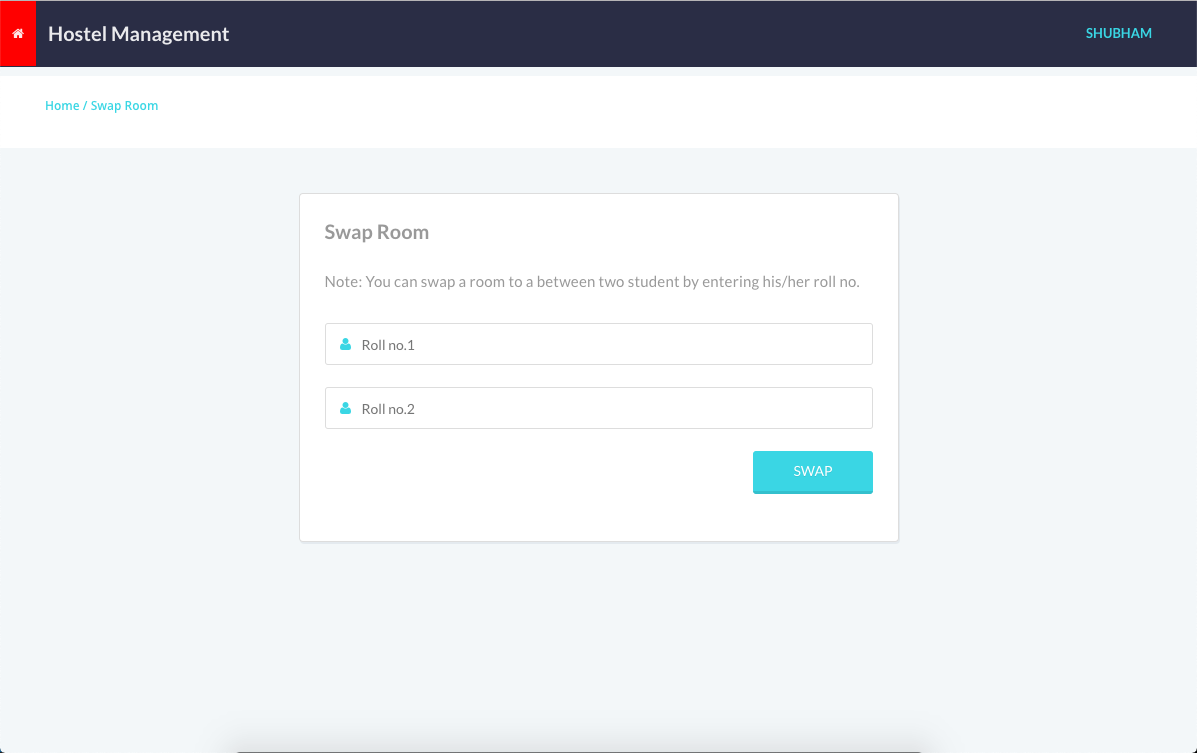 Hostel Management
SHUBHAM
Home / Swap Room
Swap Room
Note: You can swap a room to a between two student by entering his/her roll no.
Roll no.1
Roll no.2
SWAP